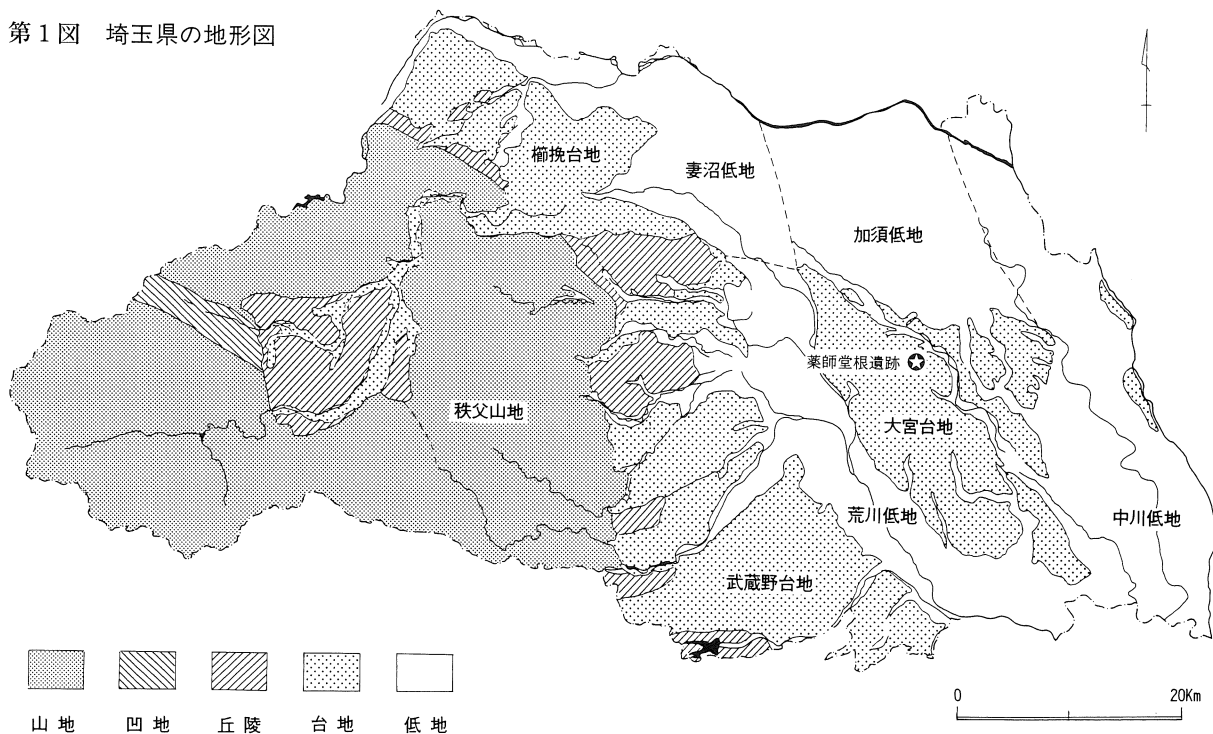 第1図 埼玉県の地形図
櫛挽台地
妻沼低地
加須低地
薬師堂根遺跡
秩父山地
大宮台地
荒川低地
中川低地
武蔵野台地
山地
凹地
丘陵
台地
低地
0
20Km